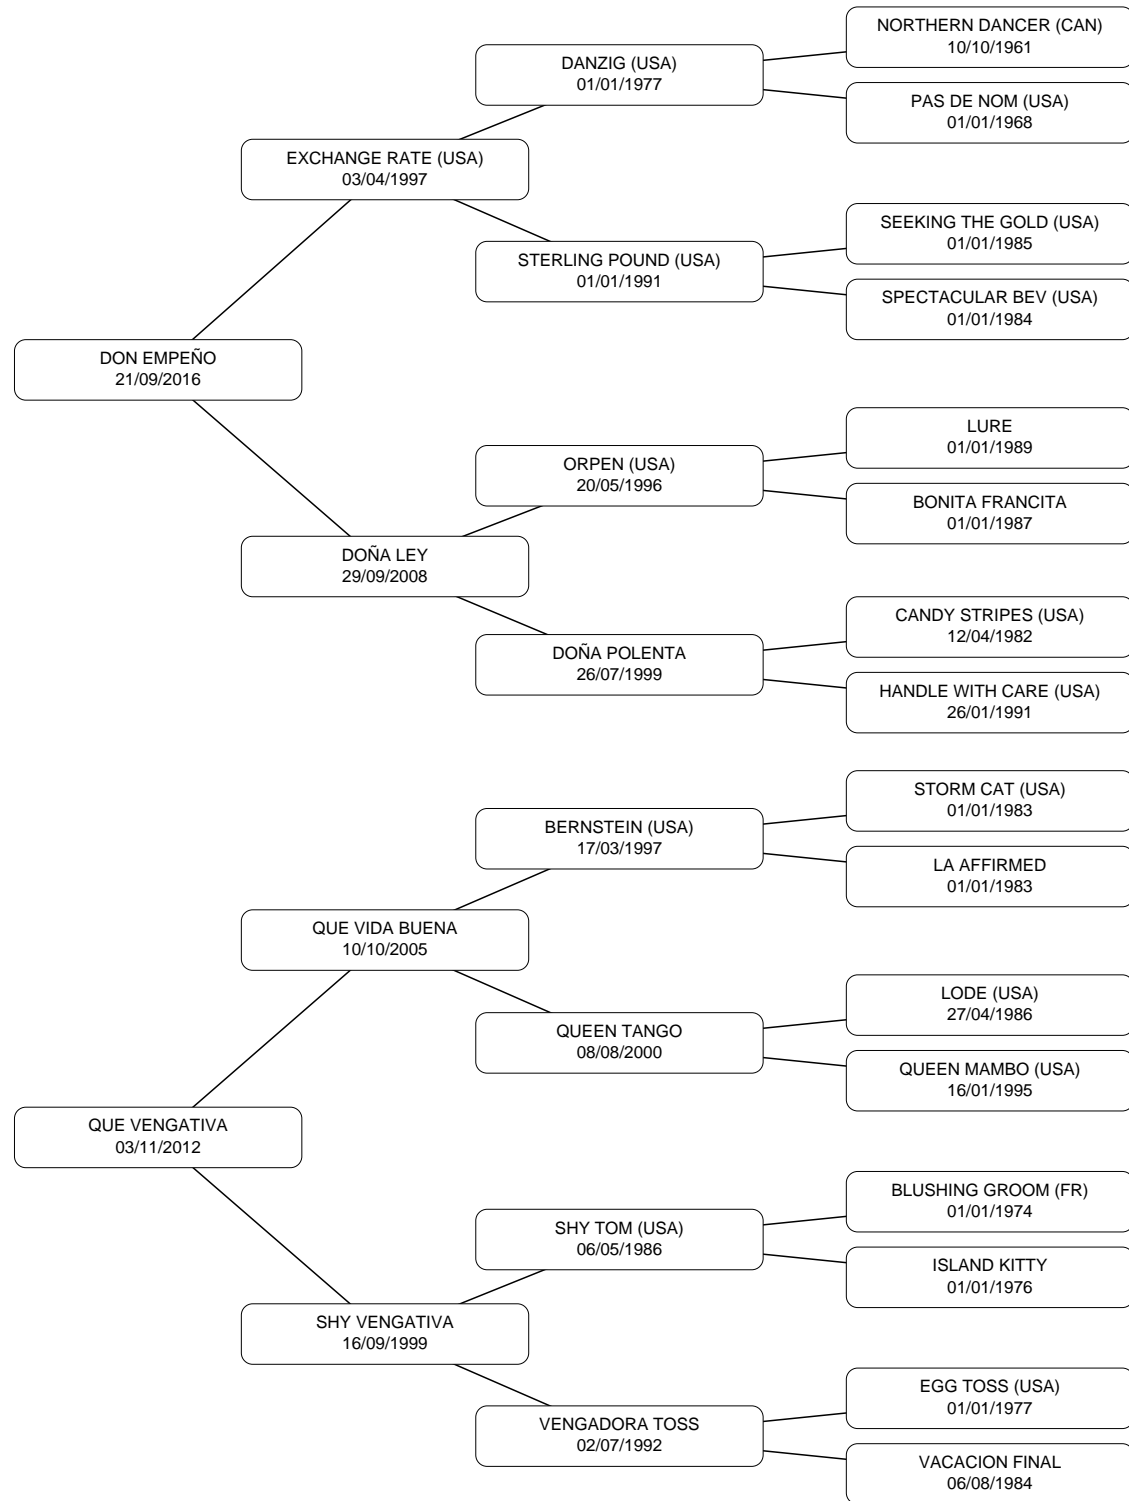 NORTHERN DANCER (CAN)
10/10/1961
DANZIG (USA)
01/01/1977
PAS DE NOM (USA)
01/01/1968
EXCHANGE RATE (USA)
03/04/1997
SEEKING THE GOLD (USA)
01/01/1985
STERLING POUND (USA)
01/01/1991
SPECTACULAR BEV (USA)
01/01/1984
DON EMPEÑO
21/09/2016
LURE
01/01/1989
ORPEN (USA)
20/05/1996
BONITA FRANCITA
01/01/1987
DOÑA LEY
29/09/2008
CANDY STRIPES (USA)
12/04/1982
DOÑA POLENTA
26/07/1999
HANDLE WITH CARE (USA)
26/01/1991
STORM CAT (USA)
01/01/1983
BERNSTEIN (USA)
17/03/1997
LA AFFIRMED
01/01/1983
QUE VIDA BUENA
10/10/2005
LODE (USA)
27/04/1986
QUEEN TANGO
08/08/2000
QUEEN MAMBO (USA)
16/01/1995
QUE VENGATIVA
03/11/2012
BLUSHING GROOM (FR)
01/01/1974
SHY TOM (USA)
06/05/1986
ISLAND KITTY
01/01/1976
SHY VENGATIVA
16/09/1999
EGG TOSS (USA)
01/01/1977
VENGADORA TOSS
02/07/1992
VACACION FINAL
06/08/1984